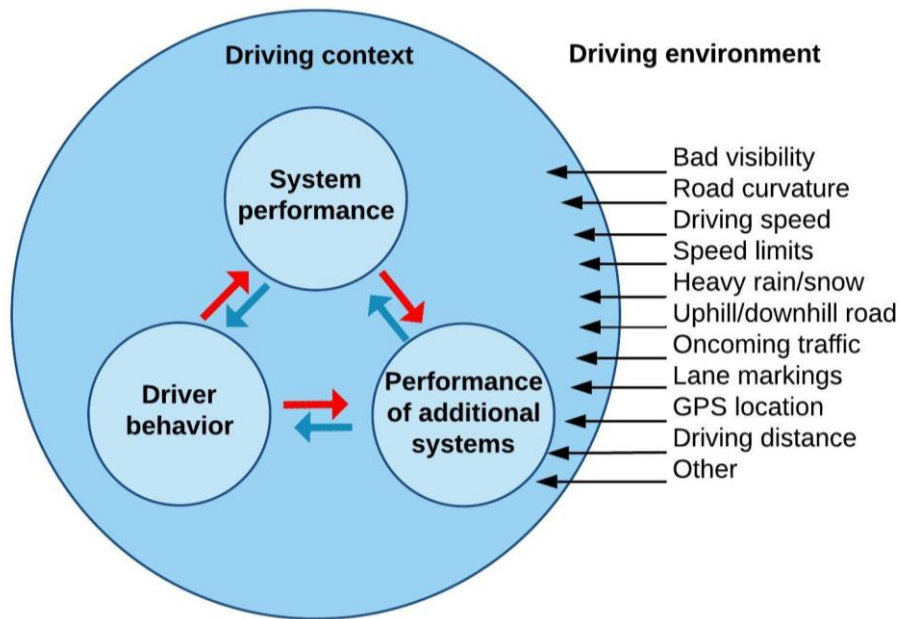 Driving context
Driving environment
System
performance
Driver
behavior
Performance
of additional
systems
Bad visibility
Road curvature
Driving speed
Speed limits
Heavy rain/snow
Uphill/downhill road
Oncoming traffic
Lane markings
GPS location
Driving distance
Other